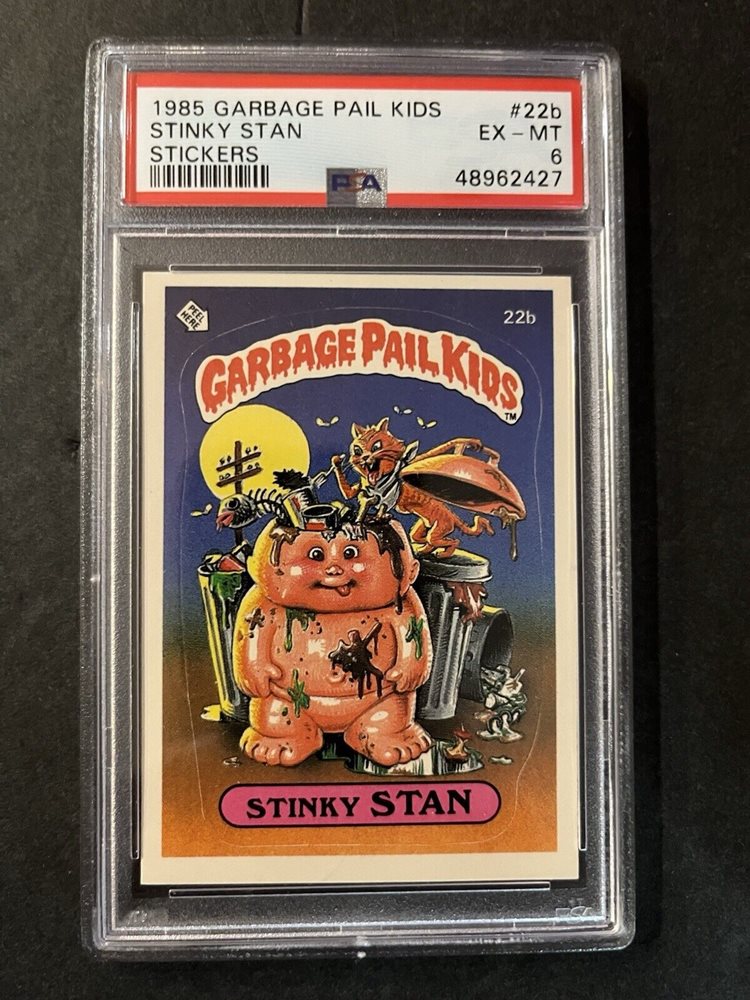 1985 GARBAGE PAIL KIDS #22b
STINKY STAN EX - MT
STICKERS 6
PSA 48962427
PEEL HERE
22b
GARBAGE PAIL KIDS
TM
STINKY STAN